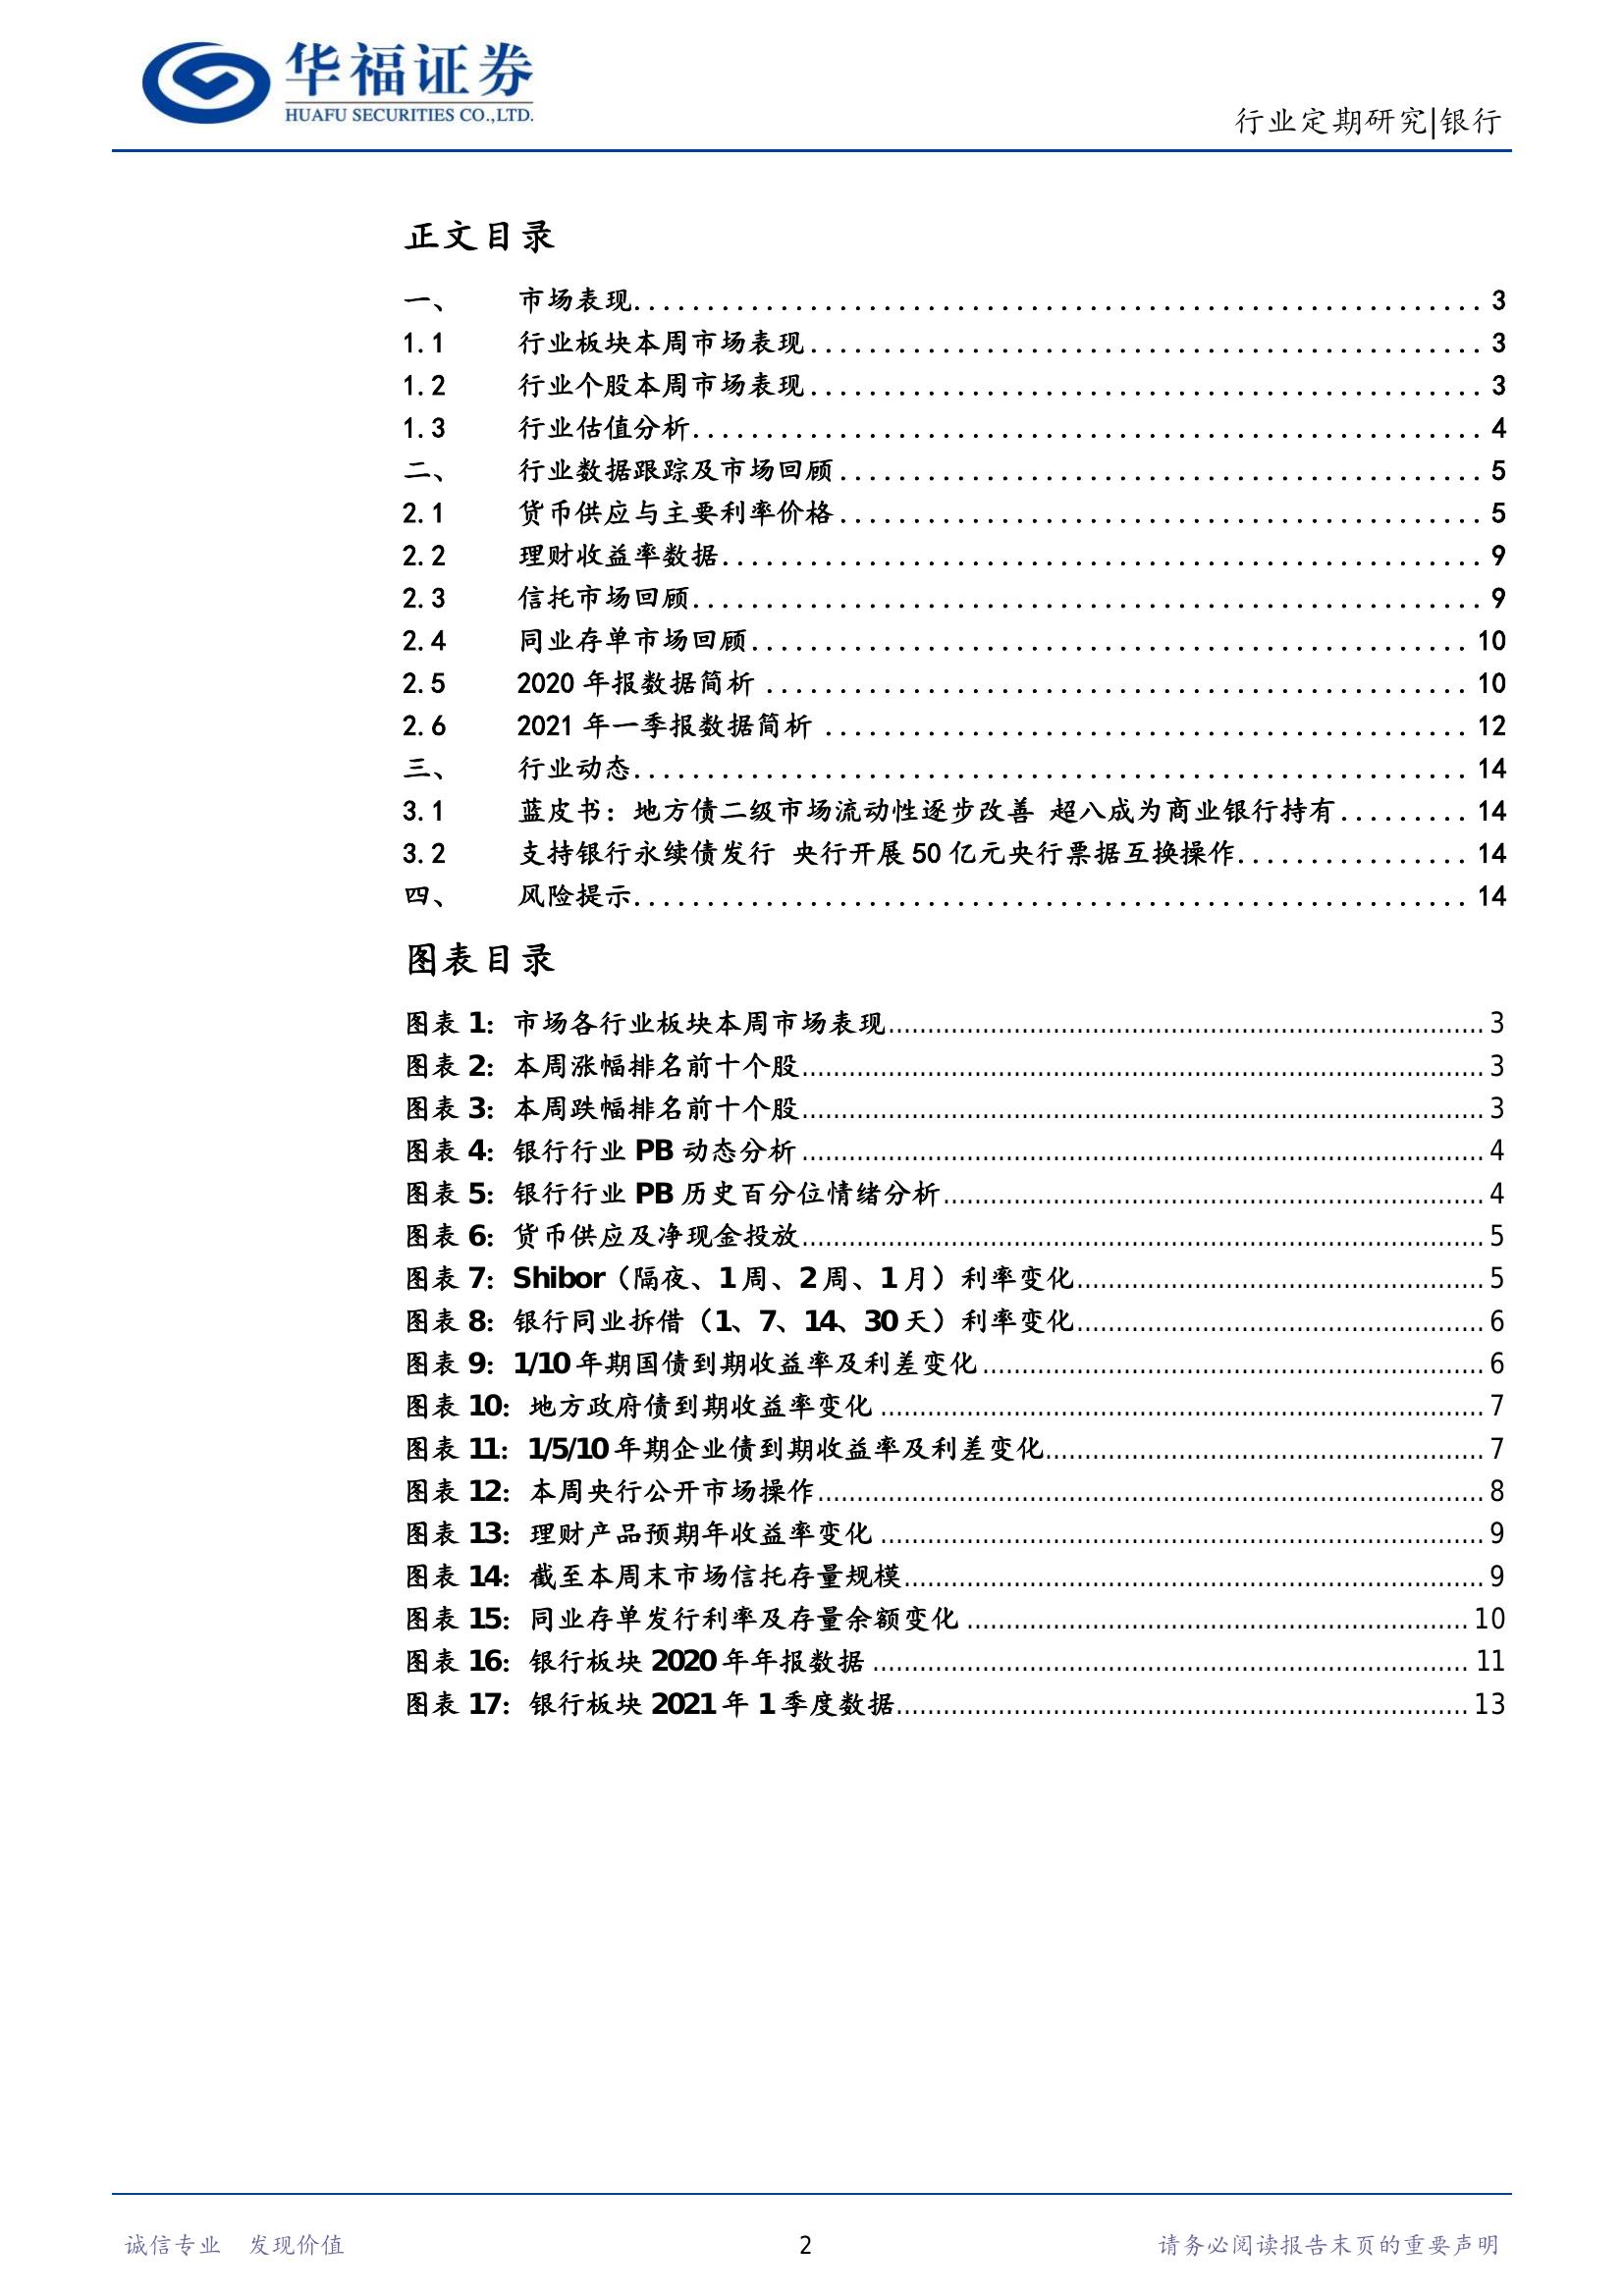 华福证券
HUAFU SECURITIES CO.,LTD.
行业定期研究|银行
正文目录
一、 市场表现 3
1.1 行业板块本周市场表现 3
1.2 行业个股本周市场表现 3
1.3 行业估值分析 4
二、 行业数据跟踪及市场回顾 5
2.1 货币供应与主要利率价格 5
2.2 理财收益率数据 9
2.3 信托市场回顾 9
2.4 同业存单市场回顾 10
2.5 2020 年报数据简析 10
2.6 2021 年一季报数据简析 12
三、 行业动态 14
3.1 蓝皮书：地方债二级市场流动性逐步改善 超八成为商业银行持有 14
3.2 支持银行永续债发行 央行开展 50 亿元央行票据互换操作 14
四、 风险提示 14
图表目录
图表 1：市场各行业板块本周市场表现 3
图表 2：本周涨幅排名前十个股 3
图表 3：本周跌幅排名前十个股 3
图表 4：银行行业 PB 动态分析 4
图表 5：银行行业 PB 历史百分位情绪分析 4
图表 6：货币供应及净现金投放 5
图表 7：Shibor（隔夜、1 周、2 周、1 月）利率变化 5
图表 8：银行同业拆借（1、7、14、30 天）利率变化 6
图表 9：1/10 年期国债到期收益率及利差变化 6
图表 10：地方政府债到期收益率变化 7
图表 11：1/5/10 年期企业债到期收益率及利差变化 7
图表 12：本周央行公开市场操作 8
图表 13：理财产品预期年收益率变化 9
图表 14：截至本周末市场信托存量规模 9
图表 15：同业存单发行利率及存量余额变化 10
图表 16：银行板块 2020 年年报数据 11
图表 17：银行板块 2021 年 1 季度数据 13
诚信专业 发现价值 2 请务必阅读报告末页的重要声明